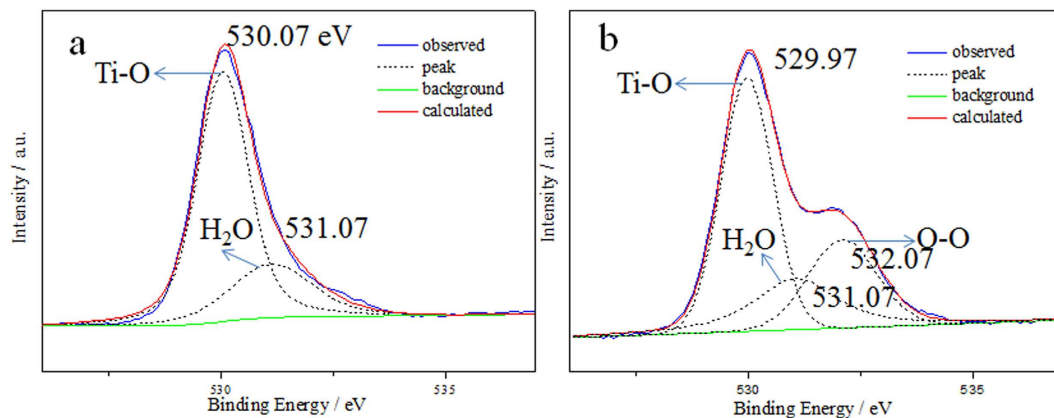 a
530.07 eV
Ti-O
H2O
531.07
observed
peak
background
calculated
Intensity / a.u.
530
535
Binding Energy / eV
b
529.97
Ti-O
H2O
O-O
532.07
531.07
observed
peak
background
calculated
Intensity / a.u.
530
535
Binding Energy / eV